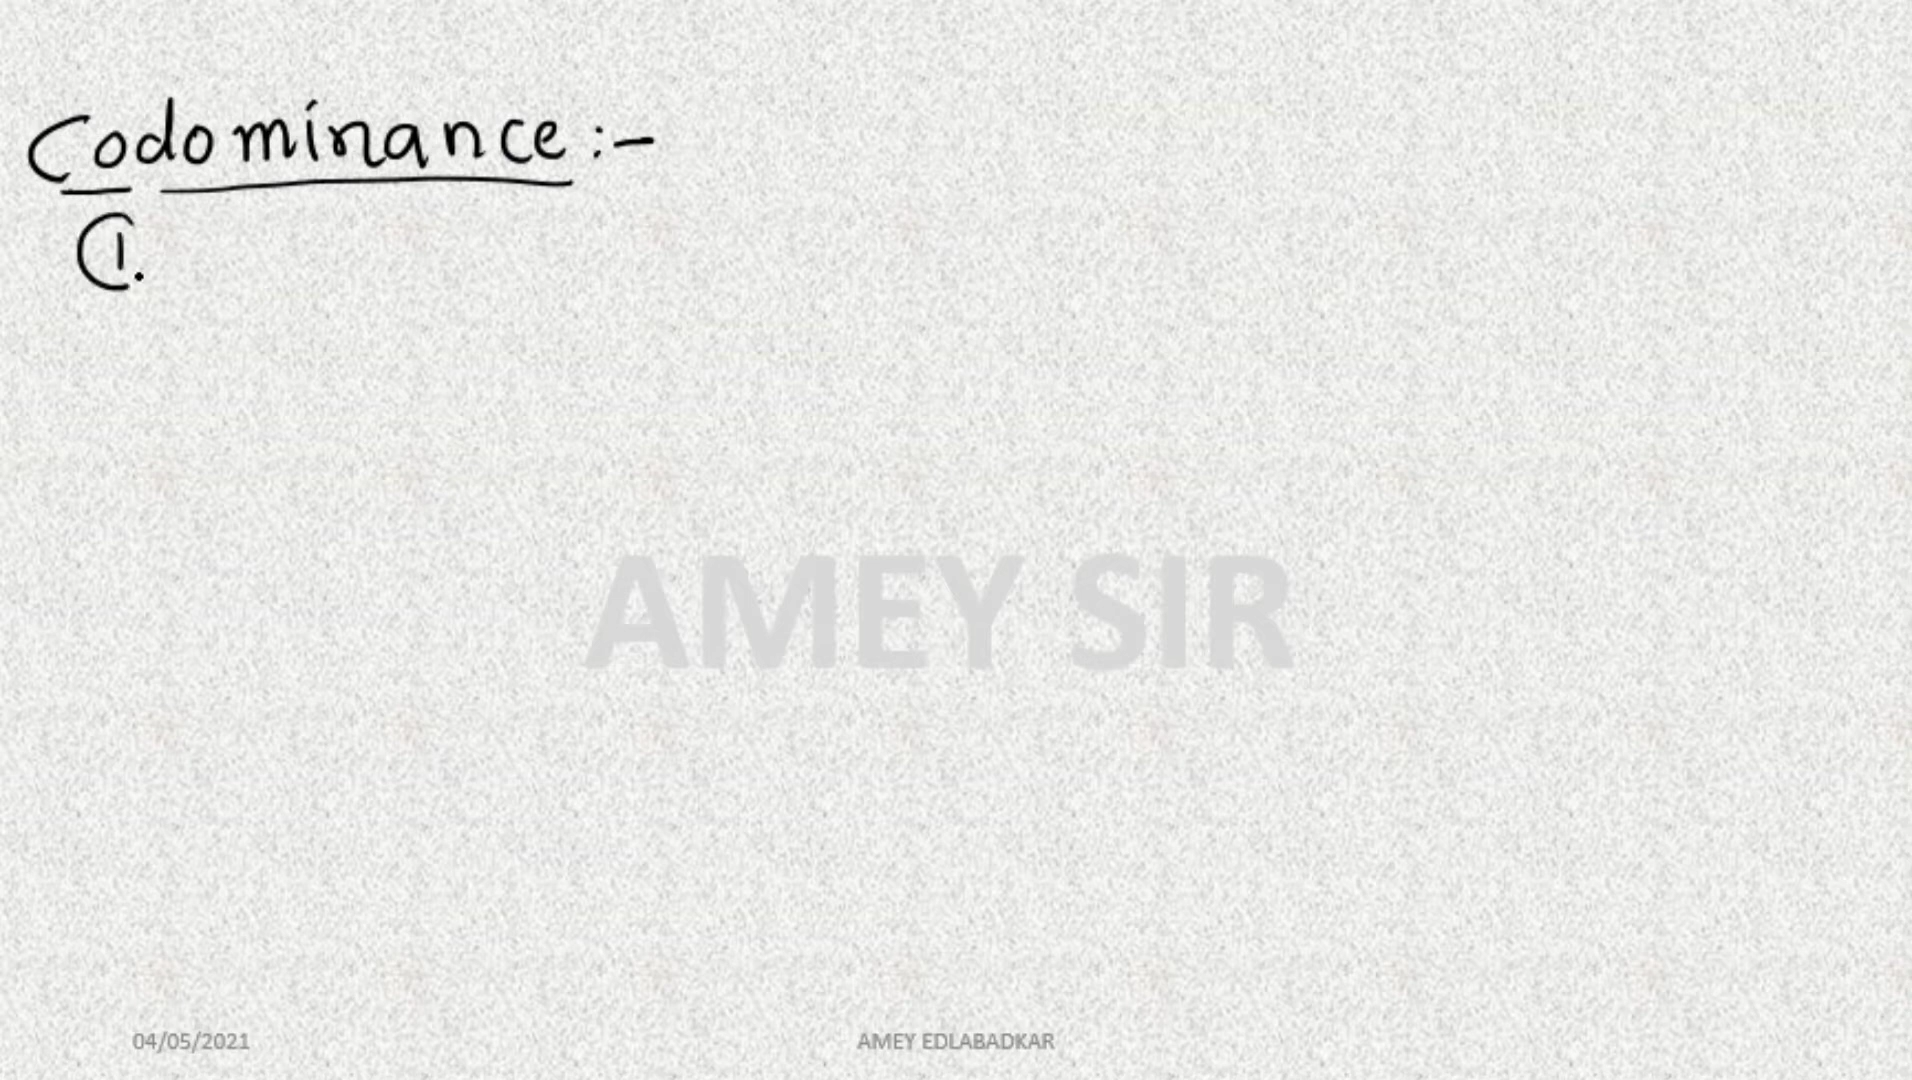 Codominance :-
(1.
AMEY SIR
04/05/2021
AMEY EDLABADKAR